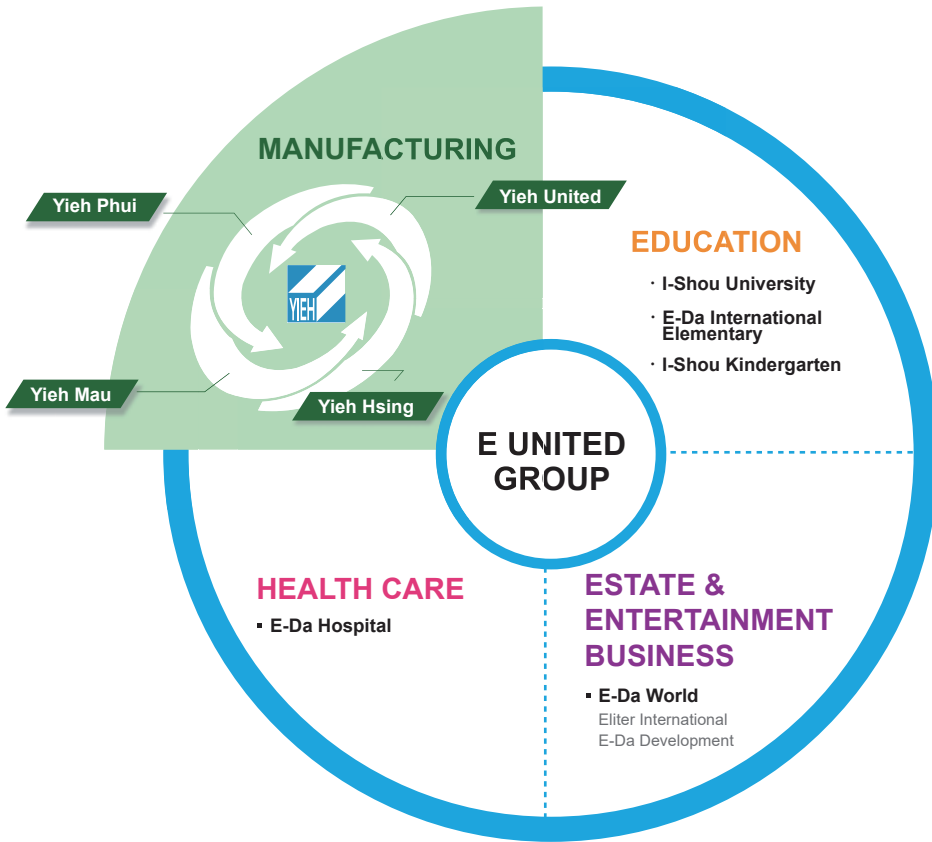 MANUFACTURING
Yieh Phui
Yieh United
YIEH
Yieh Mau
Yieh Hsing
EDUCATION
· I-Shou University
· E-Da International
Elementary
· I-Shou Kindergarten
E UNITED
GROUP
HEALTH CARE
▪ E-Da Hospital
ESTATE &
ENTERTAINMENT
BUSINESS
▪ E-Da World
Eliter International
E-Da Development